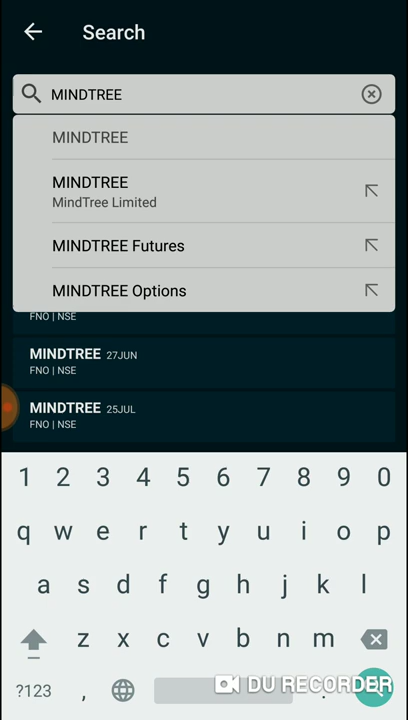 Search
MINDTREE
MINDTREE
MINDTREE
MindTree Limited
MINDTREE Futures
MINDTREE Options
FNO | NSE
MINDTREE 27JUN
FNO | NSE
MINDTREE 25JUL
FNO | NSE
1 2 3 4 5 6 7 8 9 0
q w e r t y u i o p
a s d f g h j k l
z x c v b n m
?123 , .
DU RECORDER